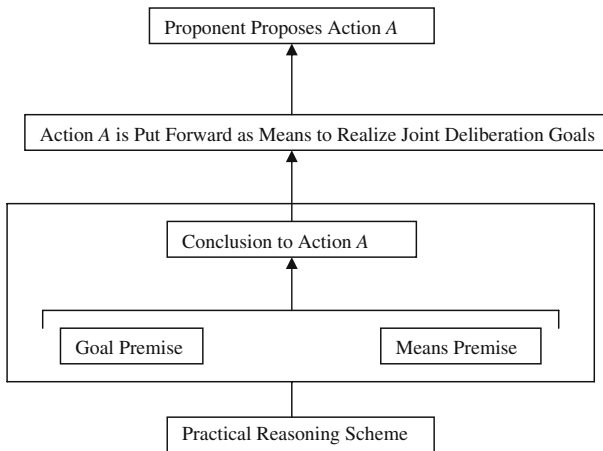 Proponent Proposes Action A
Action A is Put Forward as Means to Realize Joint Deliberation Goals
Conclusion to Action A
Goal Premise
Means Premise
Practical Reasoning Scheme